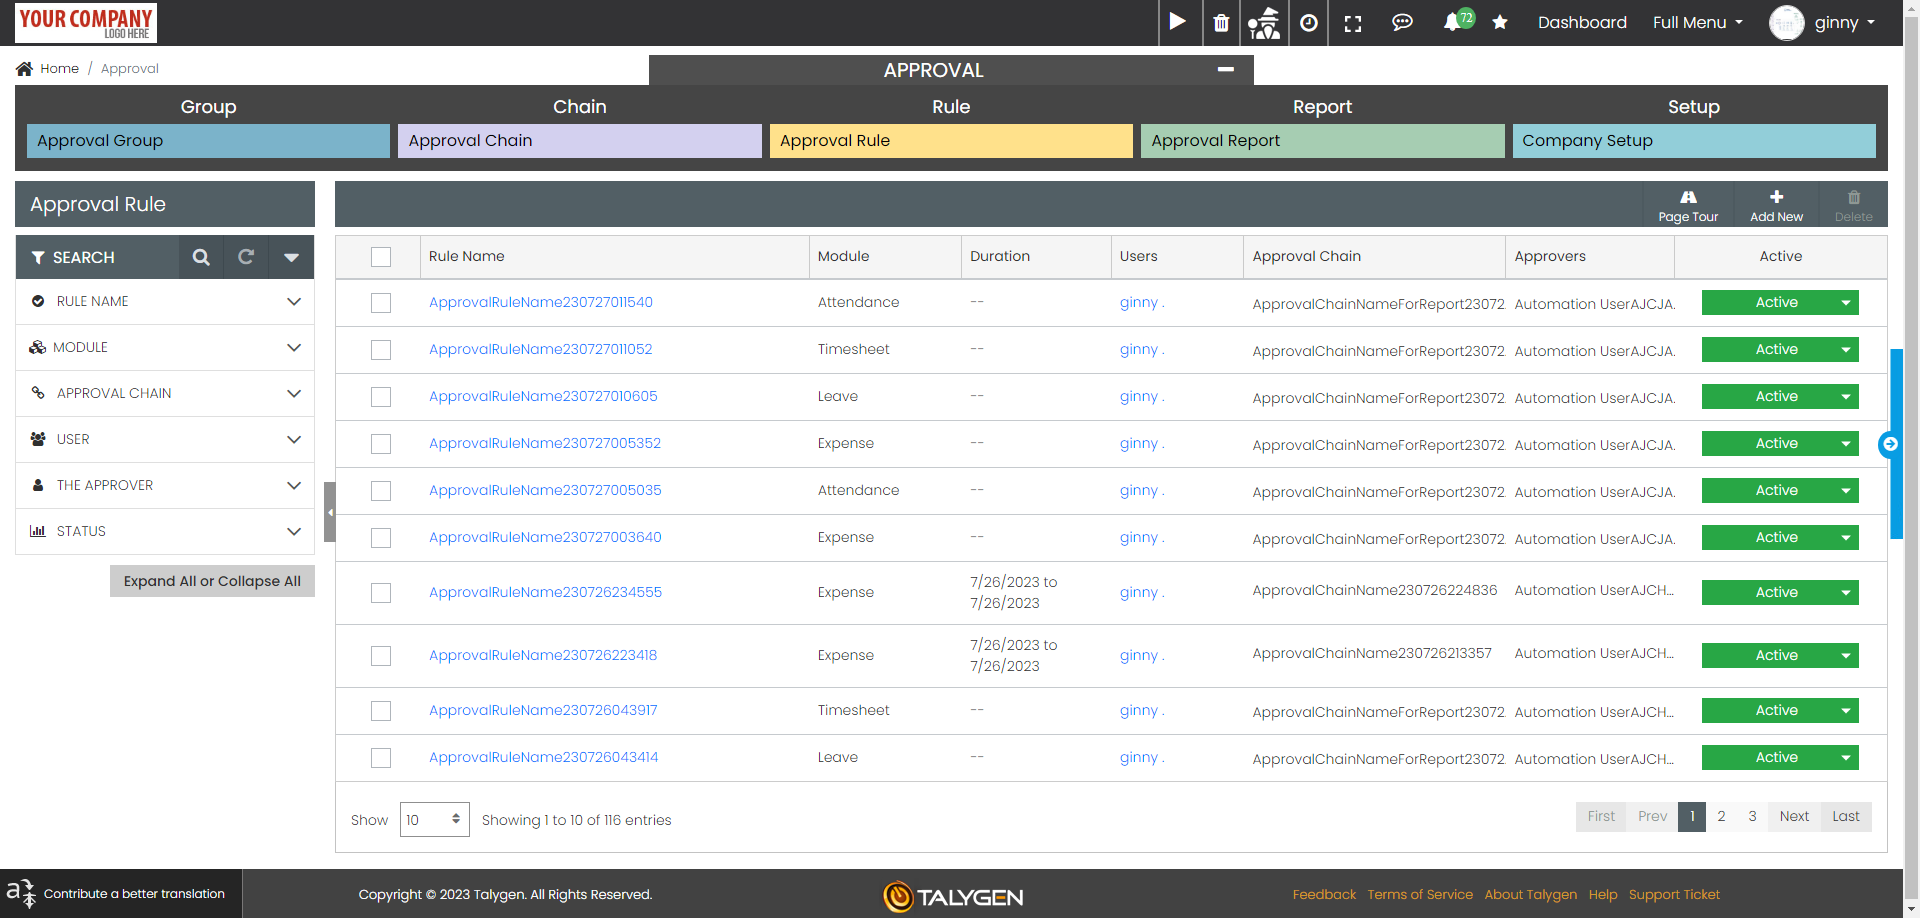 YOUR COMPANY
LOGO HERE
72
Dashboard
Full Menu
ginny
Home / Approval
APPROVAL
Group
Chain
Rule
Report
Setup
Approval Group
Approval Chain
Approval Rule
Approval Report
Company Setup
Approval Rule
Page Tour
Add New
Delete
SEARCH
RULE NAME
MODULE
APPROVAL CHAIN
USER
THE APPROVER
STATUS
Expand All or Collapse All
Rule Name Module Duration Users Approval Chain Approvers Active
ApprovalRuleName230727011540 Attendance -- ginny . ApprovalChainNameForReport23072 Automation UserAJCJA. Active
ApprovalRuleName230727011052 Timesheet -- ginny . ApprovalChainNameForReport23072 Automation UserAJCJA. Active
ApprovalRuleName230727010605 Leave -- ginny . ApprovalChainNameForReport23072 Automation UserAJCJA. Active
ApprovalRuleName230727005352 Expense -- ginny . ApprovalChainNameForReport23072 Automation UserAJCJA. Active
ApprovalRuleName230727005035 Attendance -- ginny . ApprovalChainNameForReport23072 Automation UserAJCJA. Active
ApprovalRuleName230727003640 Expense -- ginny . ApprovalChainNameForReport23072 Automation UserAJCJA. Active
ApprovalRuleName230726234555 Expense 7/26/2023 to
7/26/2023 ginny . ApprovalChainName230726224836 Automation UserAJCH... Active
ApprovalRuleName230726223418 Expense 7/26/2023 to
7/26/2023 ginny . ApprovalChainName230726213357 Automation UserAJCH... Active
ApprovalRuleName230726043917 Timesheet -- ginny . ApprovalChainNameForReport23072 Automation UserAJCH... Active
ApprovalRuleName230726043414 Leave -- ginny . ApprovalChainNameForReport23072. Automation UserAJCH... Active
Show 10 Showing 1 to 10 of 116 entries
First Prev 1 2 3 Next Last
Contribute a better translation
Copyright © 2023 Talygen. All Rights Reserved.
TALYGEN
Feedback Terms of Service About Talygen Help Support Ticket